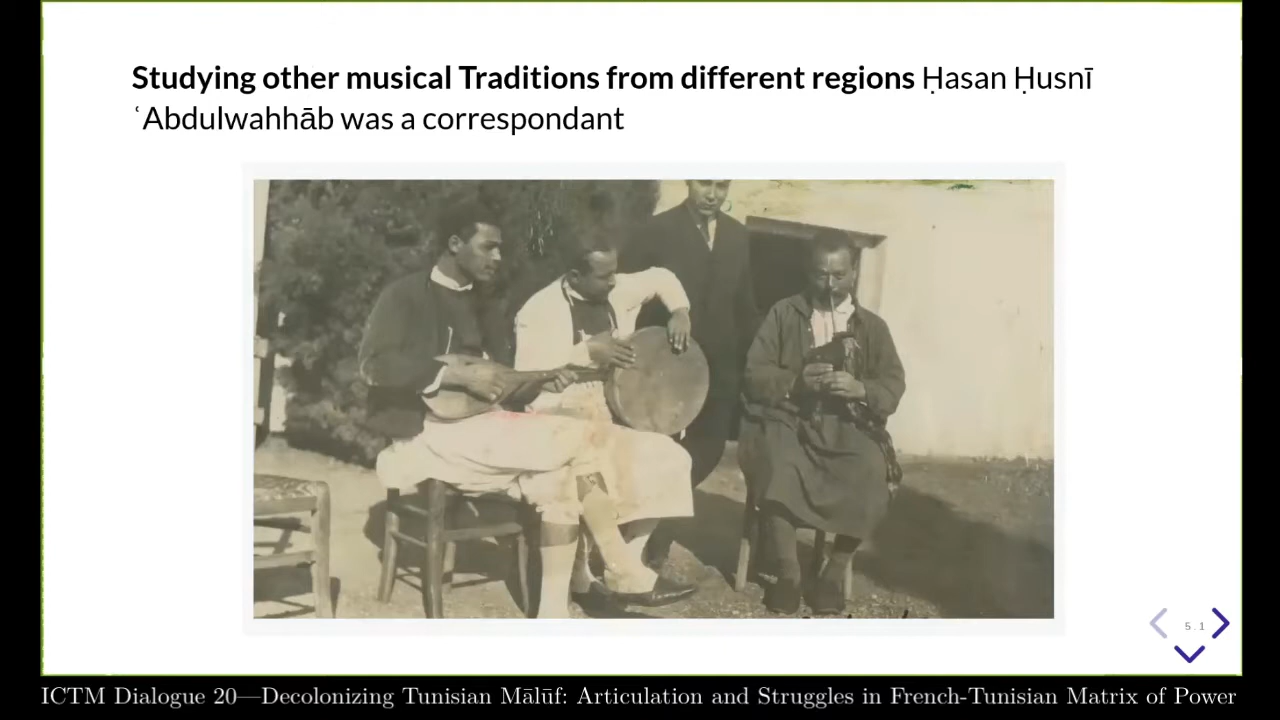 Studying other musical Traditions from different regions Ḥasan Ḥusnī
ʿAbdulwahhāb was a correspondant
5.1
ICTM Dialogue 20—Decolonizing Tunisian Mālūf: Articulation and Struggles in French-Tunisian Matrix of Power